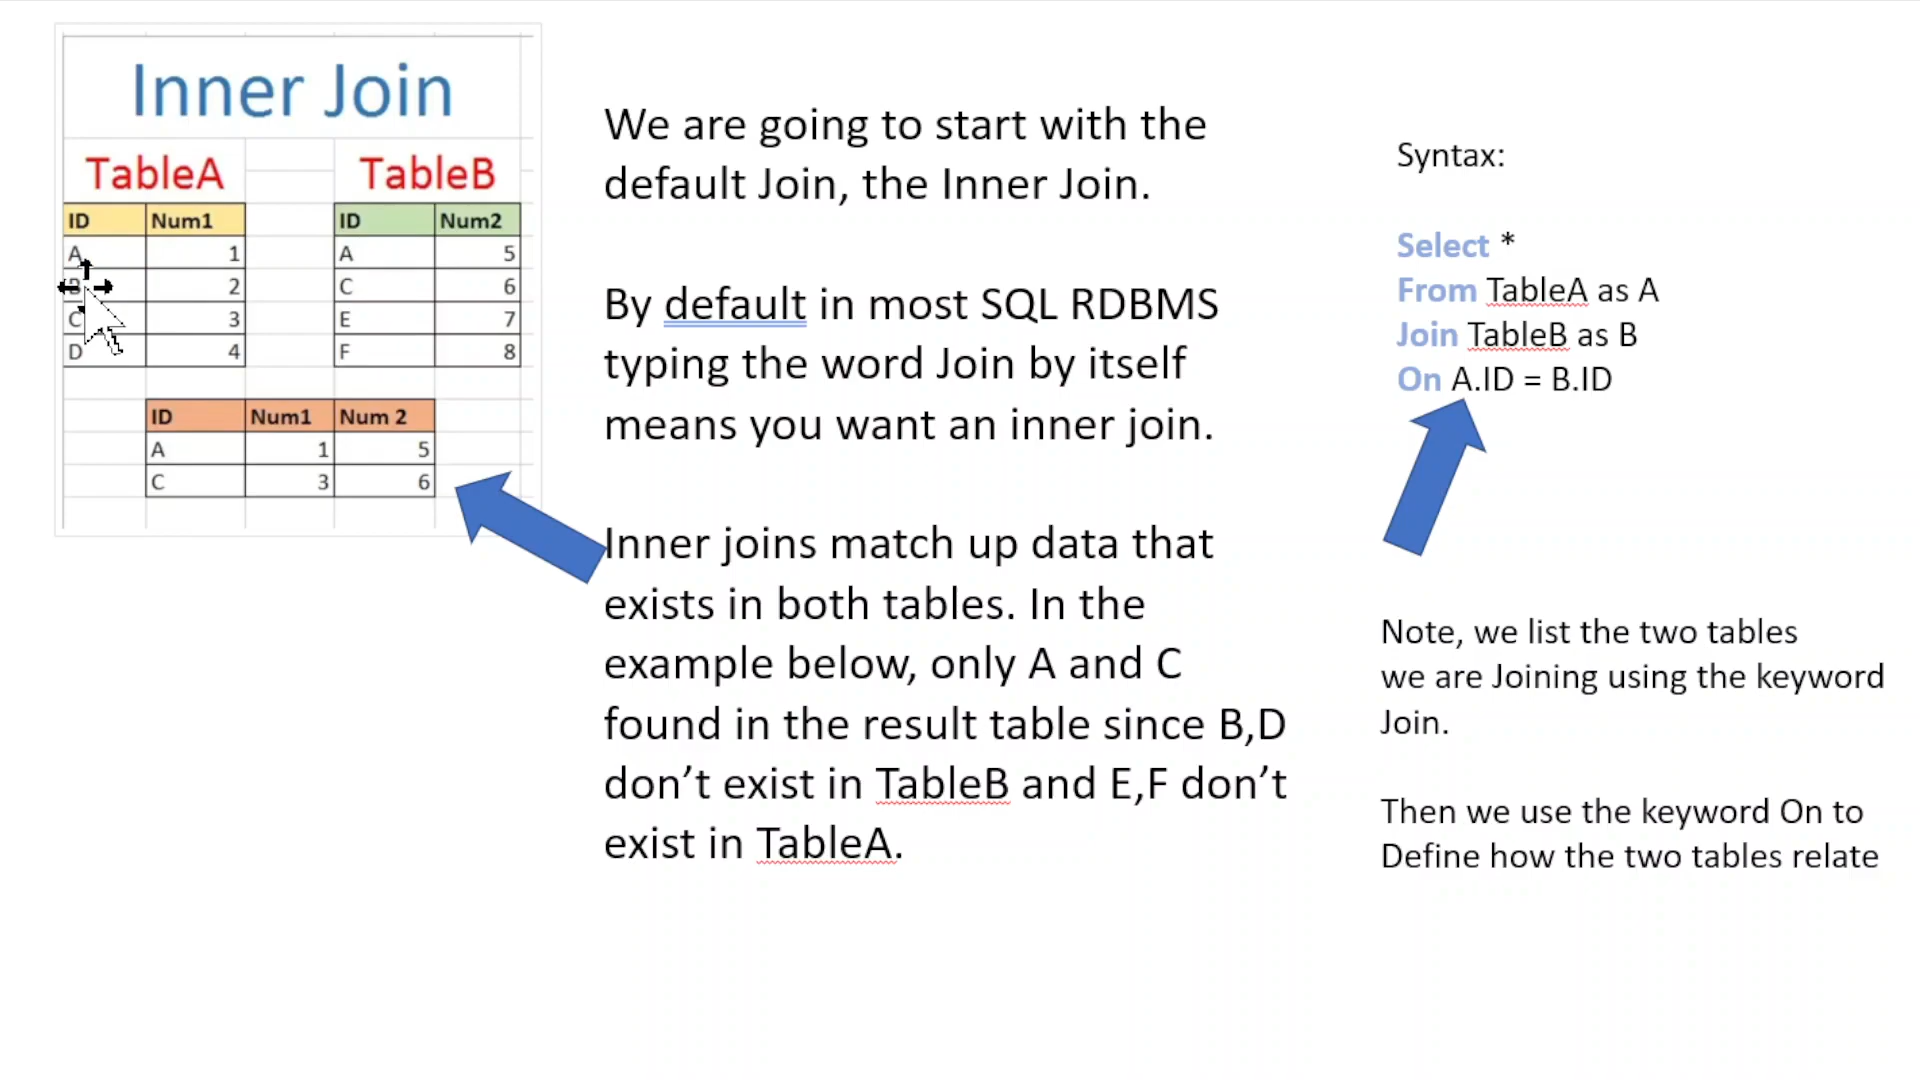 Inner Join
TableA TableB
ID Num1 ID Num2
A 1 A 5
B 2 C 6
C 3 E 7
D 4 F 8
ID Num1 Num 2
A 1 5
C 3 6
We are going to start with the
default Join, the Inner Join.
By default in most SQL RDBMS
typing the word Join by itself
means you want an inner join.
Inner joins match up data that
exists in both tables. In the
example below, only A and C
found in the result table since B,D
don’t exist in TableB and E,F don’t
exist in TableA.
Syntax:
Select *
From TableA as A
Join TableB as B
On A.ID = B.ID
Note, we list the two tables
we are Joining using the keyword
Join.
Then we use the keyword On to
Define how the two tables relate